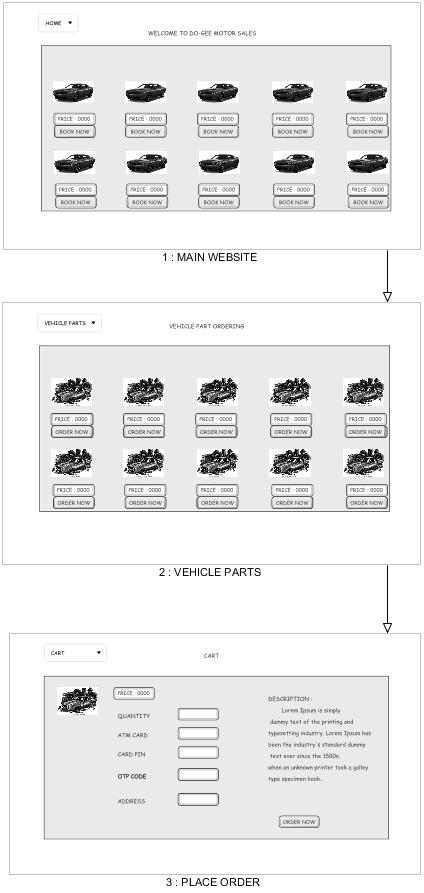 HOME
WELCOME TO DO-GEE MOTOR SALES
PRICE : 0000 PRICE : 0000 PRICE : 0000 PRICE : 0000 PRICE : 0000
BOOK NOW BOOK NOW BOOK NOW BOOK NOW BOOK NOW
PRICE : 0000 PRICE : 0000 PRICE : 0000 PRICE : 0000 PRICE : 0000
BOOK NOW BOOK NOW BOOK NOW BOOK NOW BOOK NOW
1 : MAIN WEBSITE
VEHICLE PARTS
VEHICLE PART ORDERING
PRICE : 0000 PRICE : 0000 PRICE : 0000 PRICE : 0000 PRICE : 0000
ORDER NOW ORDER NOW ORDER NOW ORDER NOW ORDER NOW
PRICE : 0000 PRICE : 0000 PRICE : 0000 PRICE : 0000 PRICE : 0000
ORDER NOW ORDER NOW ORDER NOW ORDER NOW ORDER NOW
2 : VEHICLE PARTS
CART
CART
PRICE : 0000
QUANTITY
ATM CARD
CARD PIN
OTP CODE
ADDRESS
DESCRIPTION :
Lorem Ipsum is simply
dummy text of the printing and
typesetting industry. Lorem Ipsum has
been the industry's standard dummy
text ever since the 1500s,
when an unknown printer took a galley
type specimen book..
ORDER NOW
3 : PLACE ORDER